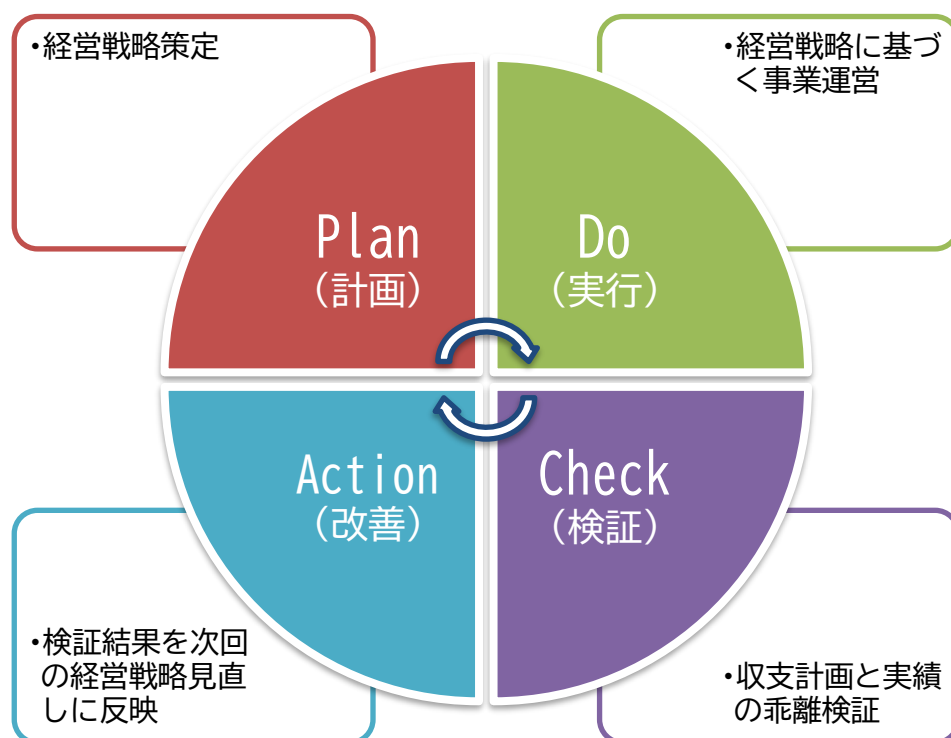 ・経営戦略策定
・経営戦略に基づ
く事業運営
Plan
(計画)
Do
(実行)
Action
(改善)
Check
(検証)
・検証結果を次回
の経営戦略見直
しに反映
・収支計画と実績
の乖離検証